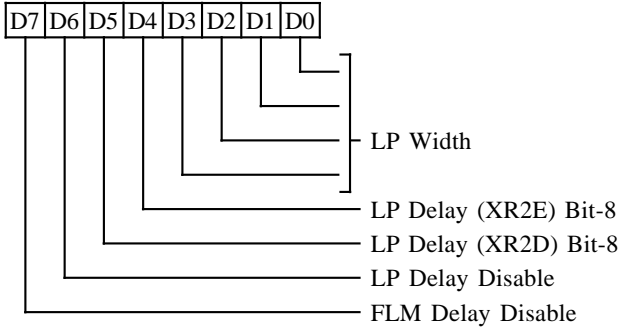 D7 D6 D5 D4 D3 D2 D1 D0
LP Width
LP Delay (XR2E) Bit-8
LP Delay (XR2D) Bit-8
LP Delay Disable
FLM Delay Disable